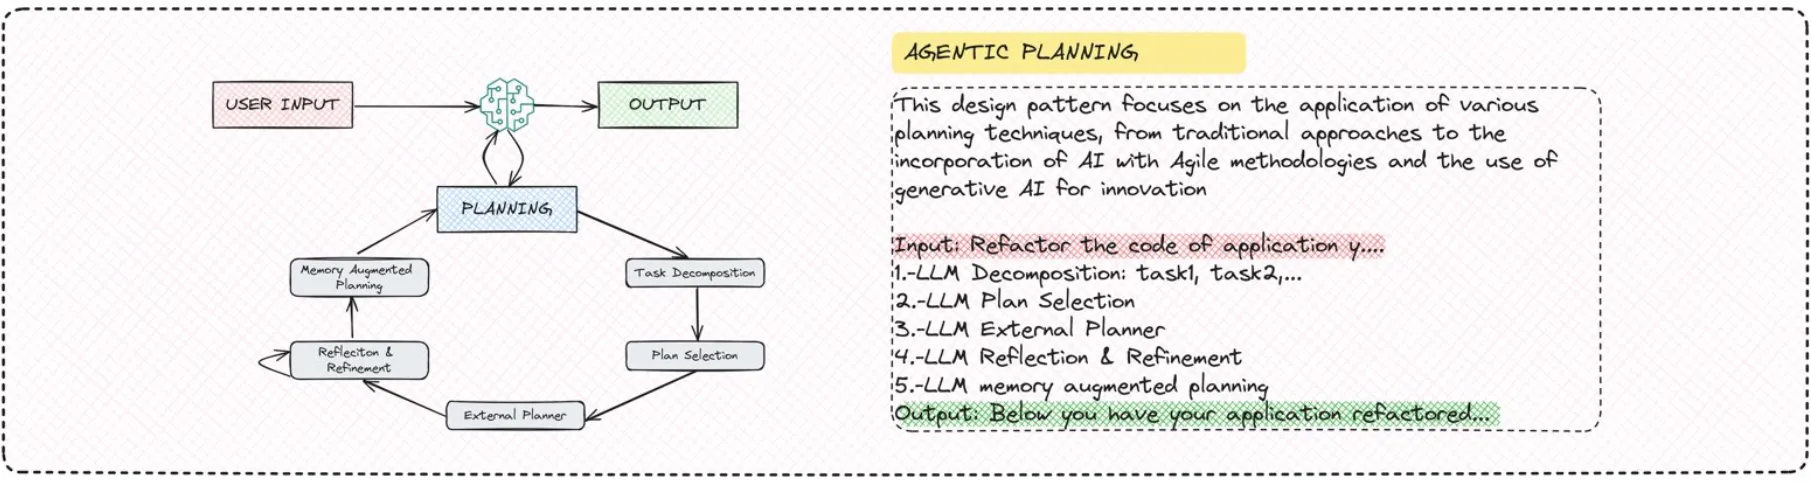 AGENTIC PLANNING
USER INPUT
OUTPUT
PLANNING
Memory Augmented
Planning
Task Decomposition
Refleciton &
Refinement
Plan Selection
External Planner
This design pattern focuses on the application of various
planning techniques, from traditional approaches to the
incorporation of AI with Agile methodologies and the use of
generative AI for innovation
Input: Refactor the code of application y....
1.-LLM Decomposition: task1, task2,...
2.-LLM Plan Selection
3.-LLM External Planner
4.-LLM Reflection & Refinement
5.-LLM memory augmented planning
Output: Below you have your application refactored...